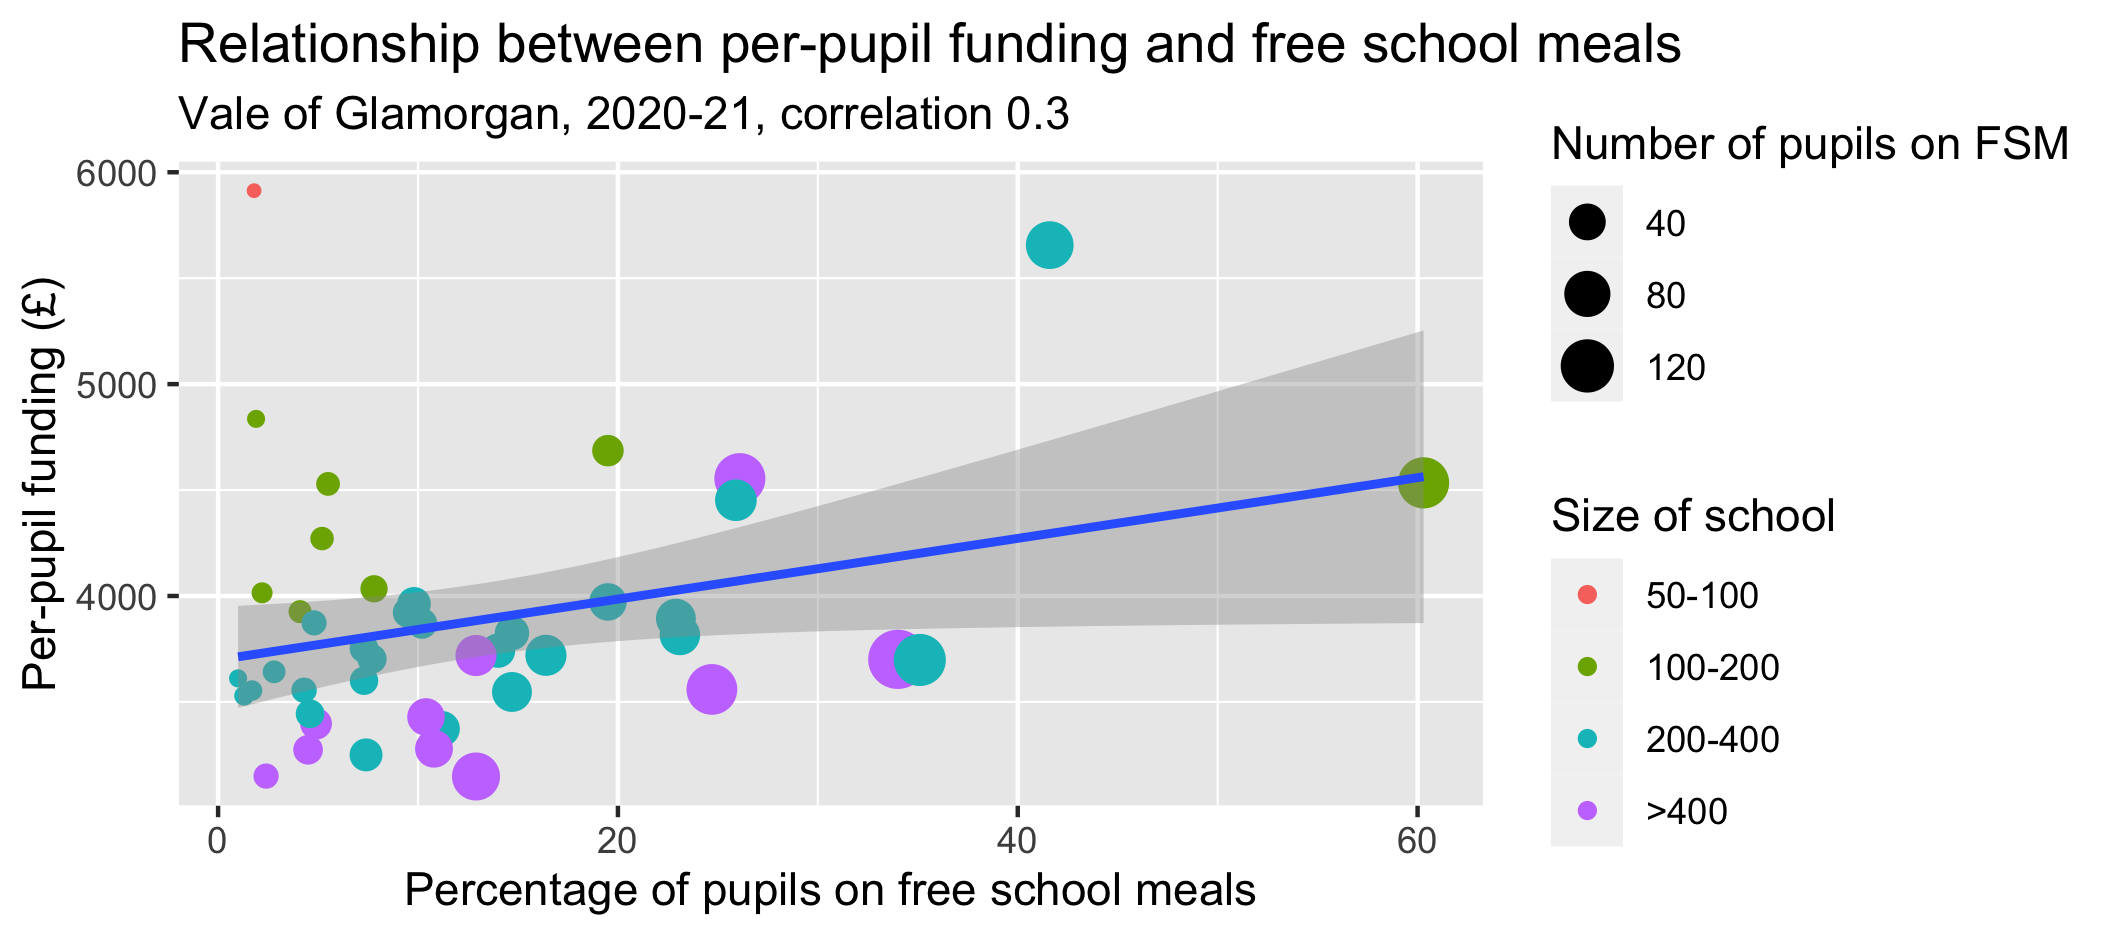 Relationship between per-pupil funding and free school meals
Vale of Glamorgan, 2020-21, correlation 0.3
Per-pupil funding (£)
6000
5000
4000
0
20
40
60
Percentage of pupils on free school meals
Number of pupils on FSM
40
80
120
Size of school
50-100
100-200
200-400
>400